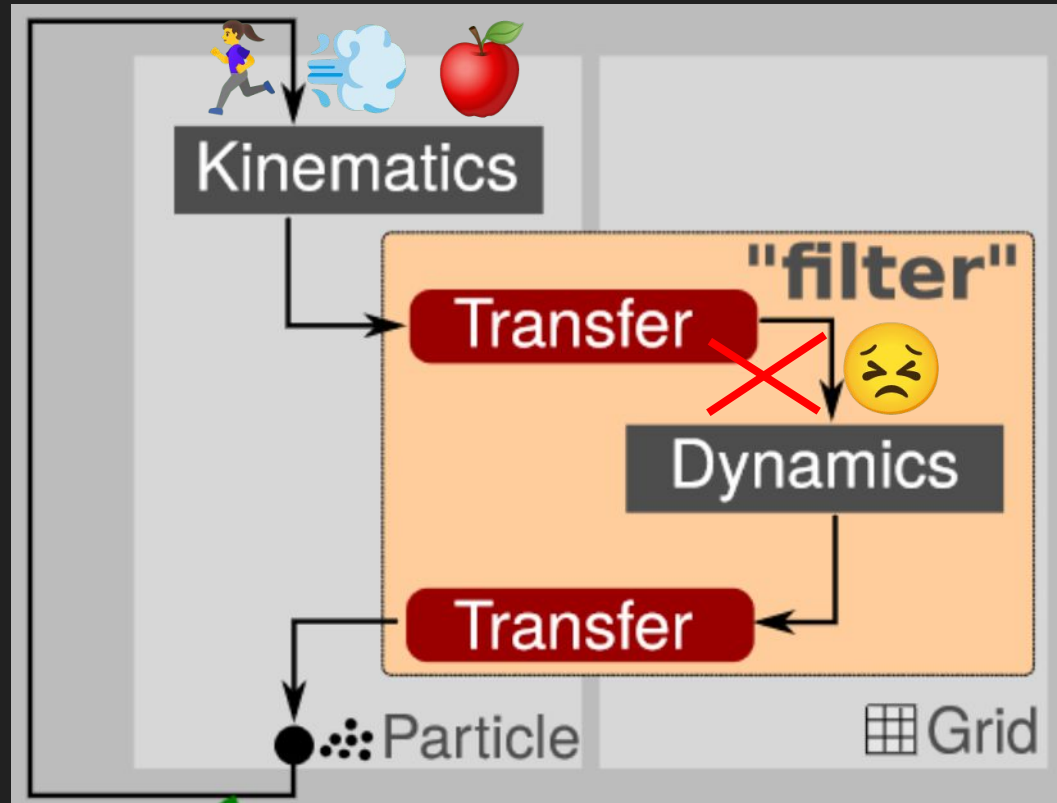 Kinematics
"filter"
Transfer
Dynamics
Transfer
Particle
Grid